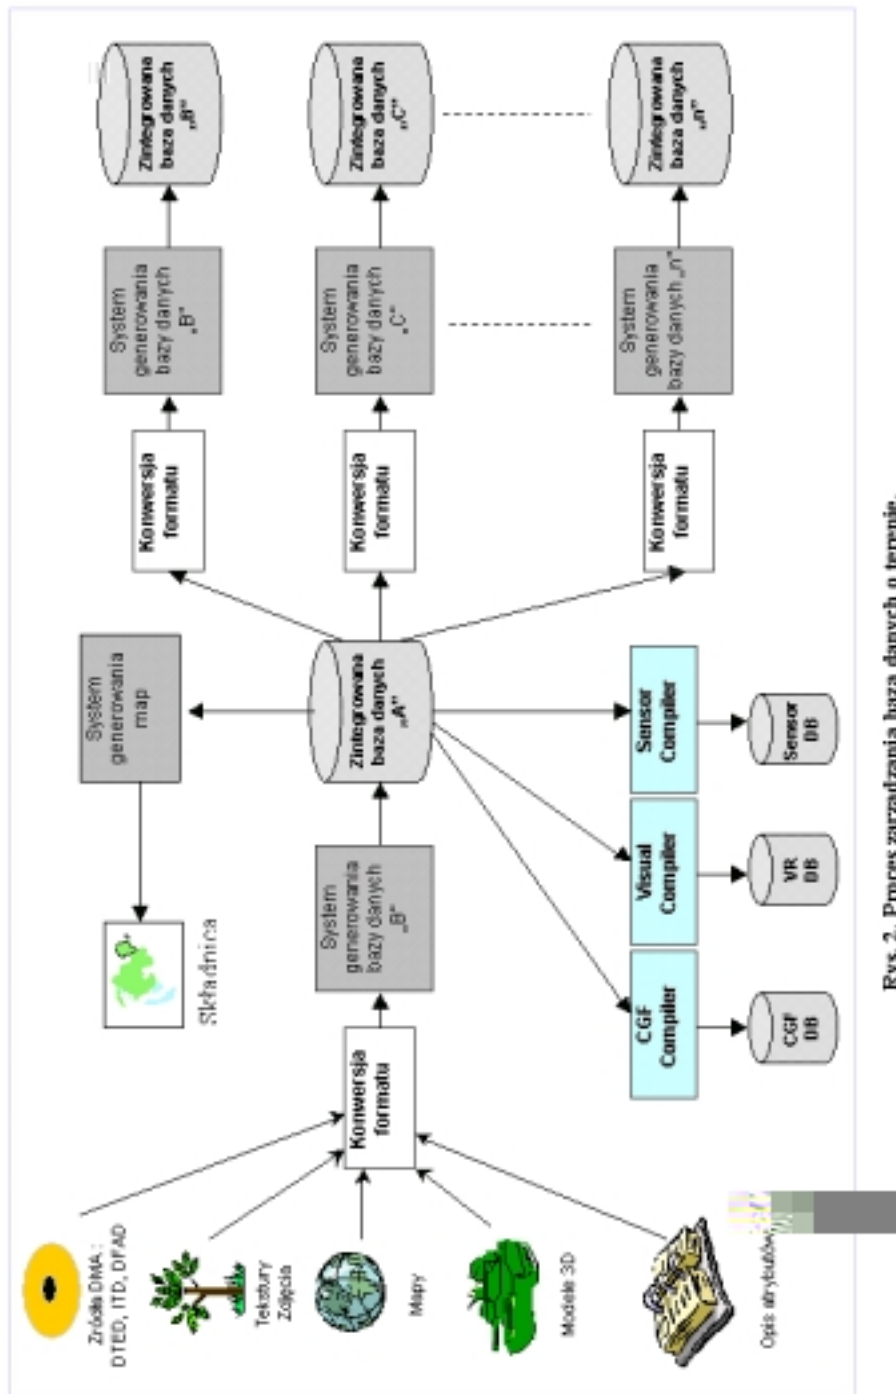 Źródła DMA :
DTED, ITD, DFAD
Tekstury
Zdjęcia
Mapy
Modele 3D
Opis atrybutów
Konwersja
formatu
System
generowania
bazy danych
„B”
Zintegrowana
baza danych
„A”
System
generowania
map
Składnica
CGF
Compiler
Visual
Compiler
Sensor
Compiler
CGF
DB
VR
DB
Sensor
DB
Konwersja
formatu
System
generowania
bazy danych
„B”
Zintegrowana
baza danych
„B”
Konwersja
formatu
System
generowania
bazy danych
„C”
Zintegrowana
baza danych
„C”
Konwersja
formatu
System
generowania
bazy danych „n”
Zintegrowana
baza danych
„n”
Rys. 2. Proces zarządzania bazą danych o terenie.